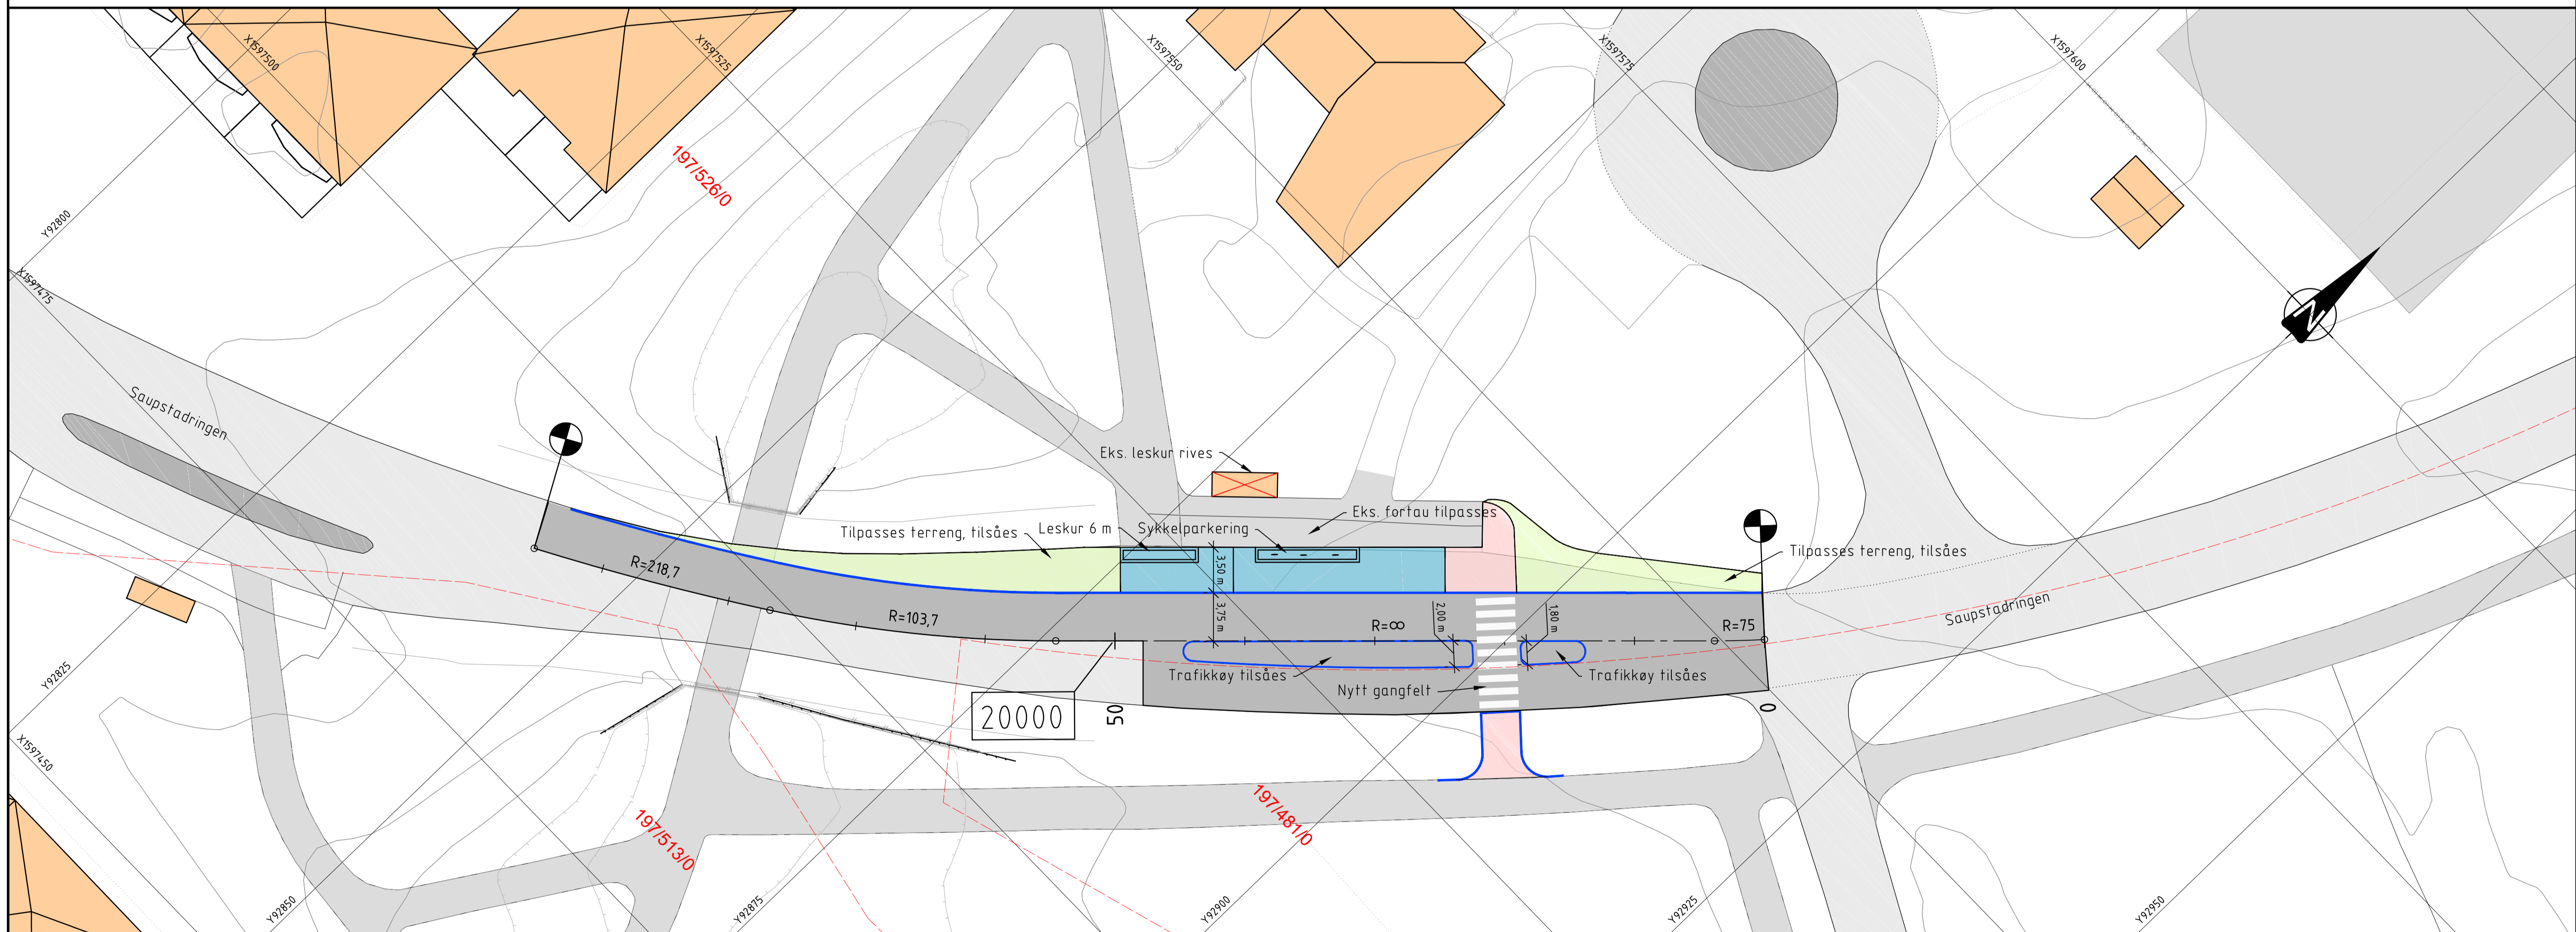 X1597500
X1597525
X1597550
X1597575
X1597600
197/526/0
Y92800
X1597475
N
Saupstadringen
Eks. leskur rives
Eks. fortau tilpasses
Tilpasses terreng, tilsåes
Leskur 6 m
Sykkelparkering
Tilpasses terreng, tilsåes
R=218,7
3,50 m
R=103,7
3,75 m
R=∞
2,00 m
1,80 m
R=75
Saupstadringen
Trafikkøy tilsåes
Trafikkøy tilsåes
Nytt gangfelt
20000
50
0
Y92825
X1597450
197/513/0
197/481/0
Y92850
Y92875
Y92900
Y92925
Y92950